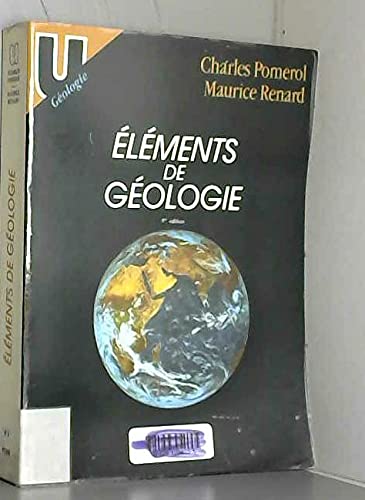 U
Géologie
Charles Pomerol
Maurice Renard
ÉLÉMENTS
DE
GÉOLOGIE
ÉLÉMENTS DE GÉOLOGIE